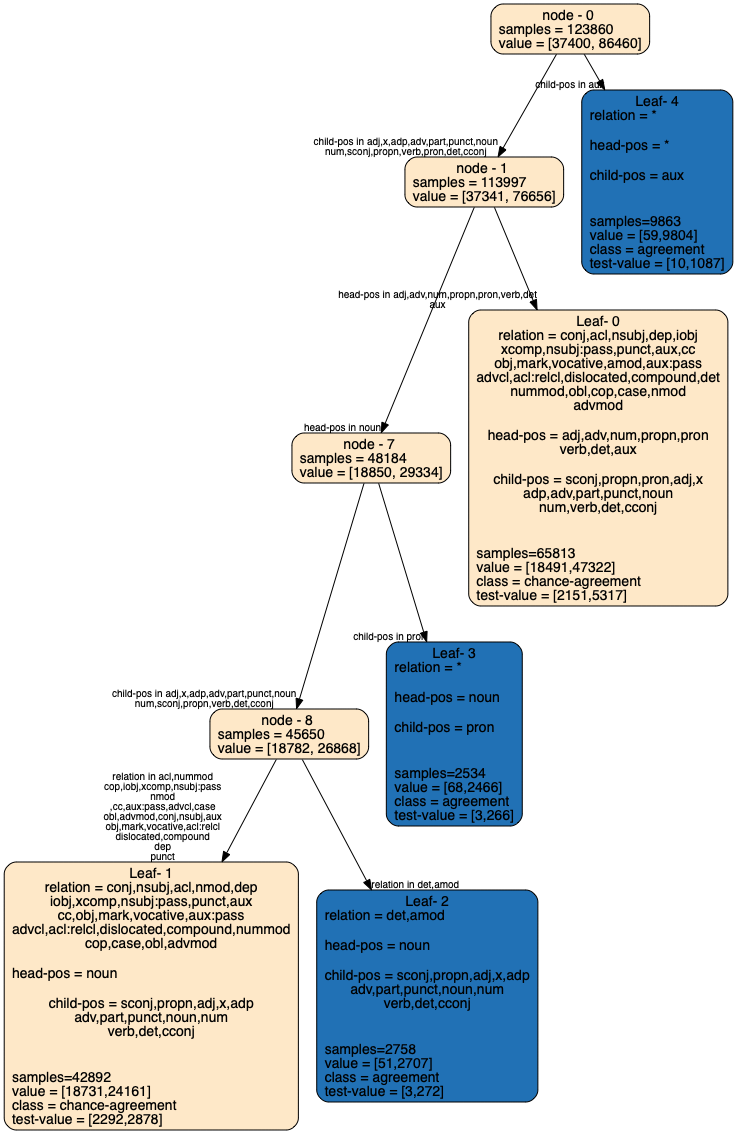 node - 0
samples = 123860
value = [37400, 86460]
child-pos in aux
Leaf- 4
relation = *
head-pos = *
child-pos = aux
samples=9863
value = [59,9804]
class = agreement
test-value = [10,1087]
child-pos in adj,x,adp,adv,part,punct,noun
num,sconj,propn,verb,pron,det,cconj
node - 1
samples = 113997
value = [37341, 76656]
head-pos in adj,adv,num,propn,pron,verb,det
aux
Leaf- 0
relation = conj,acl,nsubj,dep,iobj
xcomp,nsubj:pass,punct,aux,cc
obj,mark,vocative,amod,aux:pass
advcl,acl:relcl,dislocated,compound,det
nummod,obl,cop,case,nmod
advmod
head-pos = adj,adv,num,propn,pron
verb,det,aux
child-pos = sconj,propn,pron,adj,x
adp,adv,part,punct,noun
num,verb,det,cconj
samples=65813
value = [18491,47322]
class = chance-agreement
test-value = [2151,5317]
head-pos in noun
node - 7
samples = 48184
value = [18850, 29334]
child-pos in pron
Leaf- 3
relation = *
head-pos = noun
child-pos = pron
samples=2534
value = [68,2466]
class = agreement
test-value = [3,266]
child-pos in adj,x,adp,adv,part,punct,noun
num,sconj,propn,verb,det,cconj
node - 8
samples = 45650
value = [18782, 26868]
relation in acl,nummod
cop,iobj,xcomp,nsubj:pass
nmod
,cc,aux:pass,advcl,case
obl,advmod,conj,nsubj,aux
obj,mark,vocative,acl:relcl
dislocated,compound
dep
punct
Leaf- 1
relation = conj,nsubj,acl,nmod,dep
iobj,xcomp,nsubj:pass,punct,aux
cc,obj,mark,vocative,aux:pass
advcl,acl:relcl,dislocated,compound,nummod
cop,case,obl,advmod
head-pos = noun
child-pos = sconj,propn,adj,x,adp
adv,part,punct,noun,num
verb,det,cconj
samples=42892
value = [18731,24161]
class = chance-agreement
test-value = [2292,2878]
relation in det,amod
Leaf- 2
relation = det,amod
head-pos = noun
child-pos = sconj,propn,adj,x,adp
adv,part,punct,noun,num
verb,det,cconj
samples=2758
value = [51,2707]
class = agreement
test-value = [3,272]